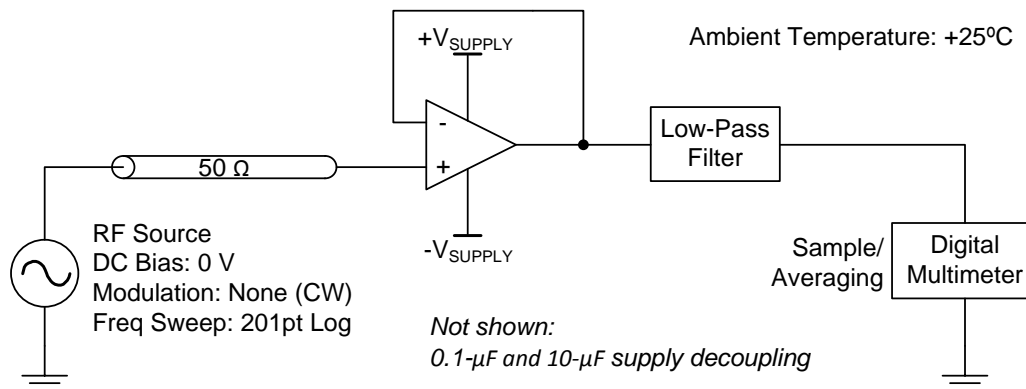 +VSUPPLY
Ambient Temperature: +25ºC
-
+
50 Ω
Low-Pass
Filter
-VSUPPLY
RF Source
DC Bias: 0 V
Modulation: None (CW)
Freq Sweep: 201pt Log
Not shown:
0.1-µF and 10-µF supply decoupling
Sample/
Averaging
Digital
Multimeter